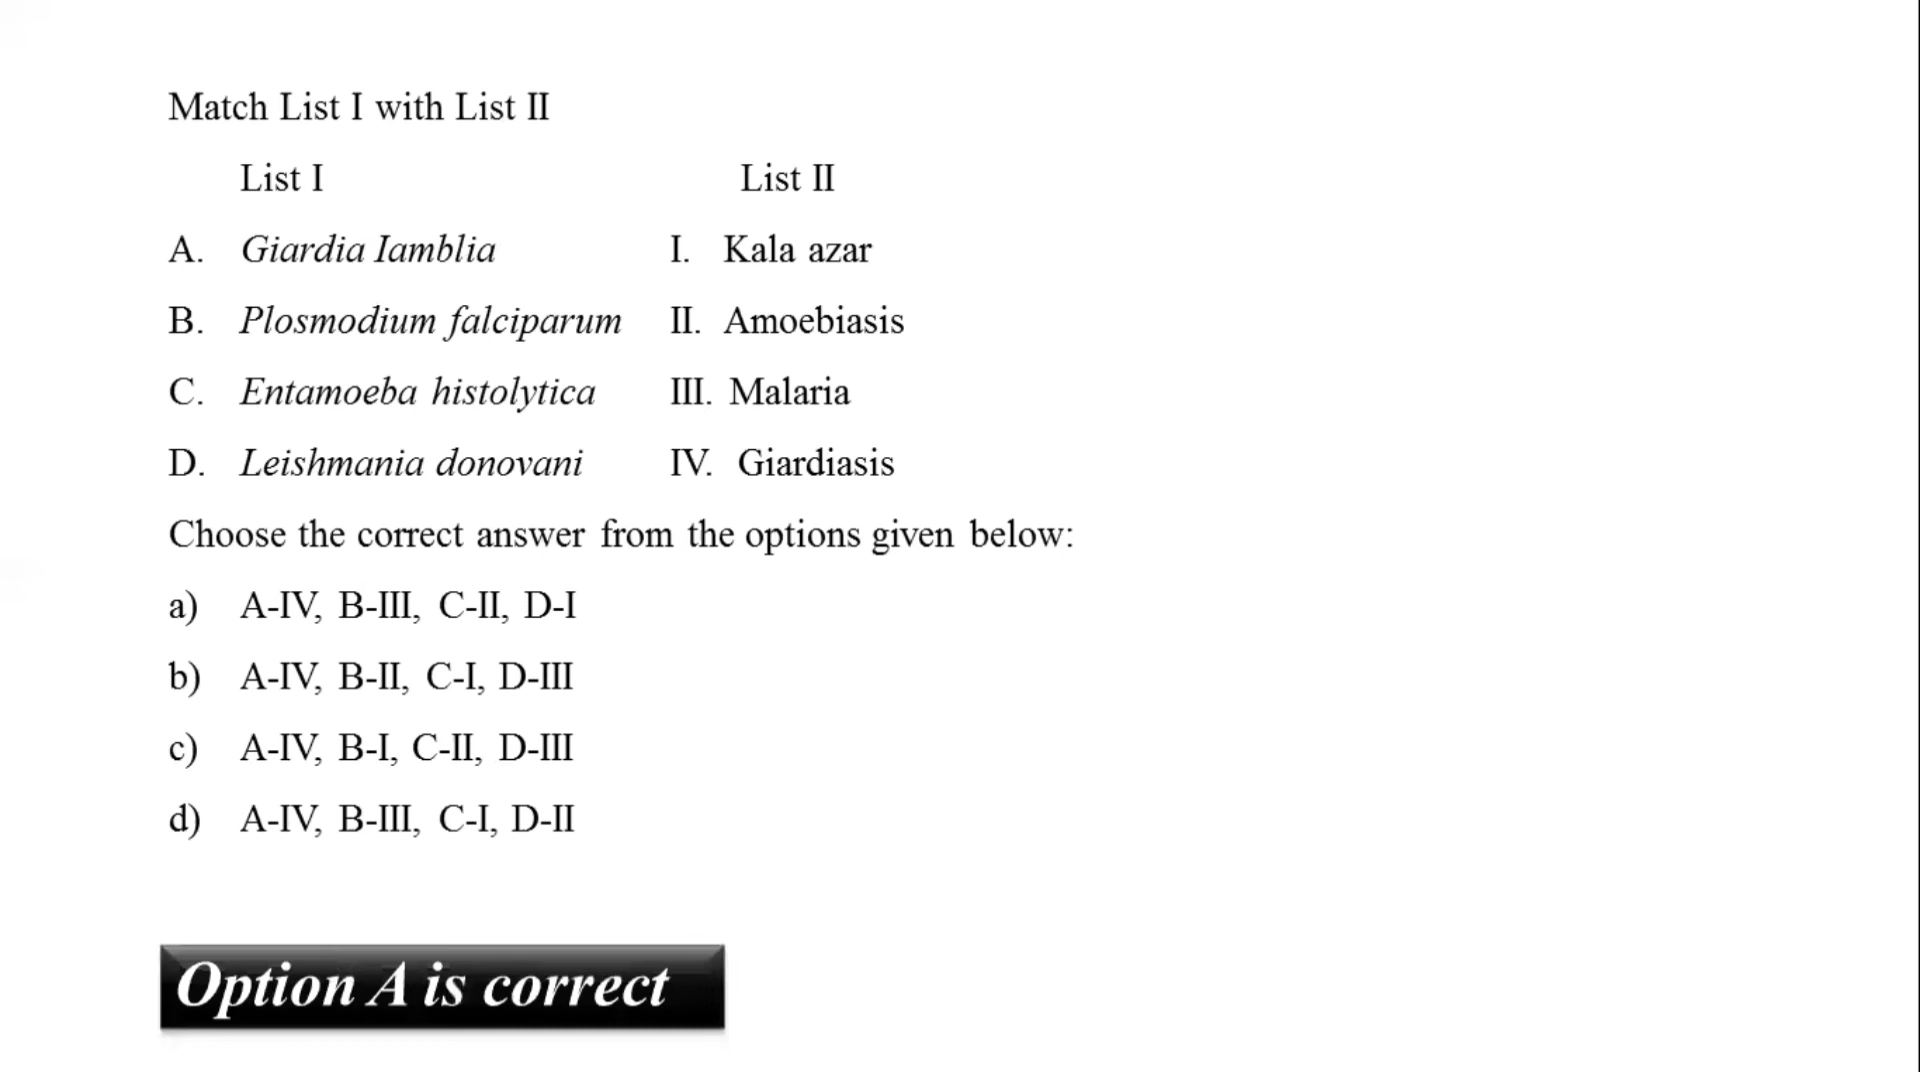 Match List I with List II
List I List II
A. Giardia Iamblia I. Kala azar
B. Plosmodium falciparum II. Amoebiasis
C. Entamoeba histolytica III. Malaria
D. Leishmania donovani IV. Giardiasis
Choose the correct answer from the options given below:
a) A-IV, B-III, C-II, D-I
b) A-IV, B-II, C-I, D-III
c) A-IV, B-I, C-II, D-III
d) A-IV, B-III, C-I, D-II
Option A is correct